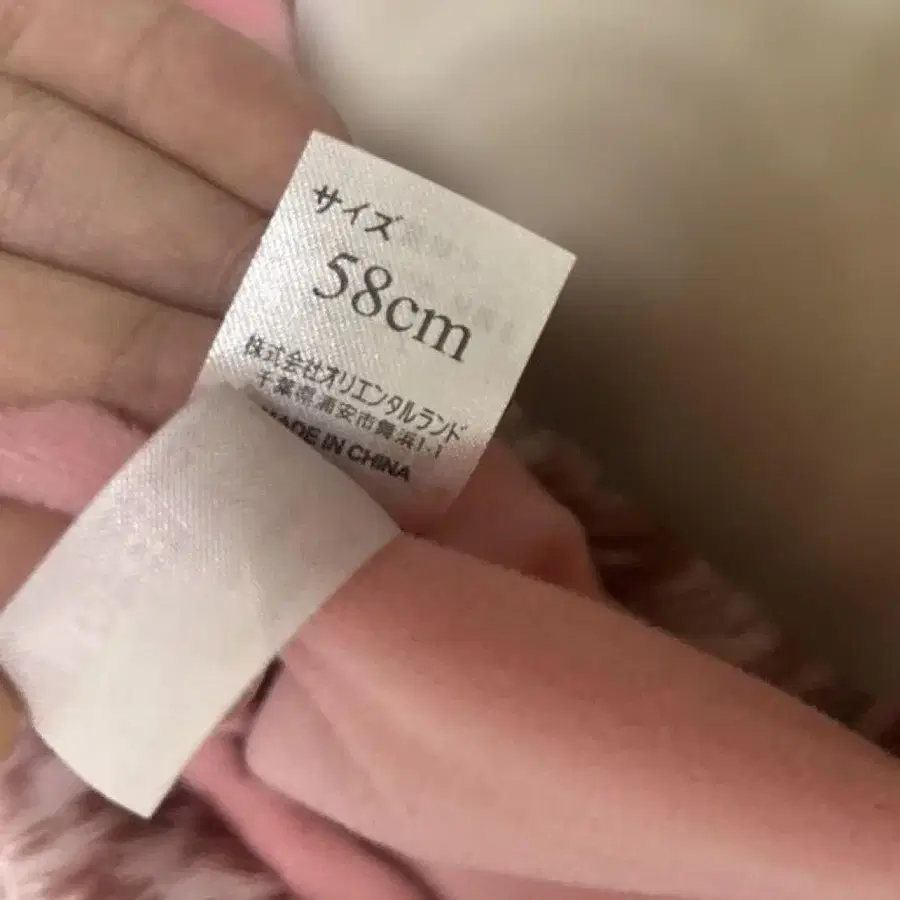 サイズ
58cm
株式会社オリエンタルランド
千葉県浦安市舞浜1-1
MADE IN CHINA